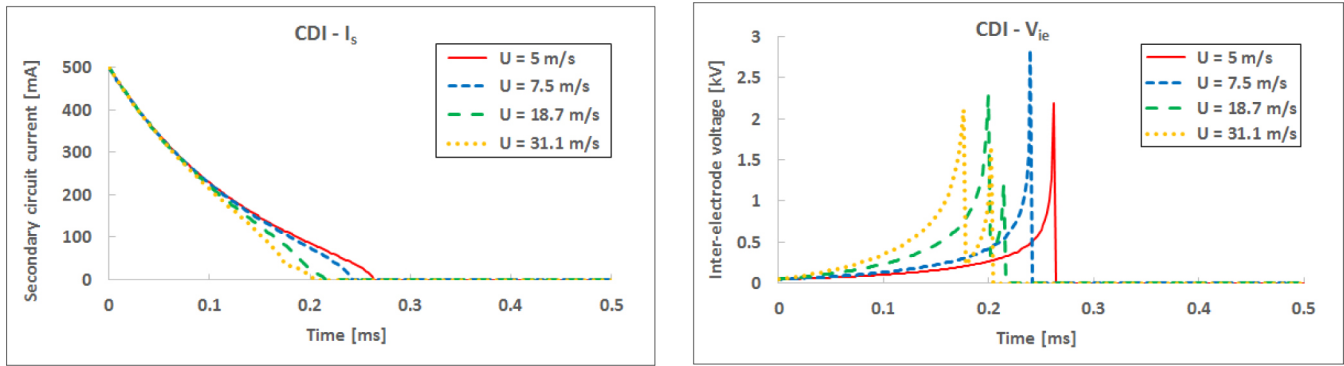 CDI - Is
Secondary circuit current [mA]
500
400
300
200
100
0
0
0.1
0.2
0.3
0.4
0.5
Time [ms]
U = 5 m/s
U = 7.5 m/s
U = 18.7 m/s
U = 31.1 m/s
CDI - Vie
Inter-electrode voltage [kV]
3
2.5
2
1.5
1
0.5
0
0
0.1
0.2
0.3
0.4
0.5
Time [ms]
U = 5 m/s
U = 7.5 m/s
U = 18.7 m/s
U = 31.1 m/s